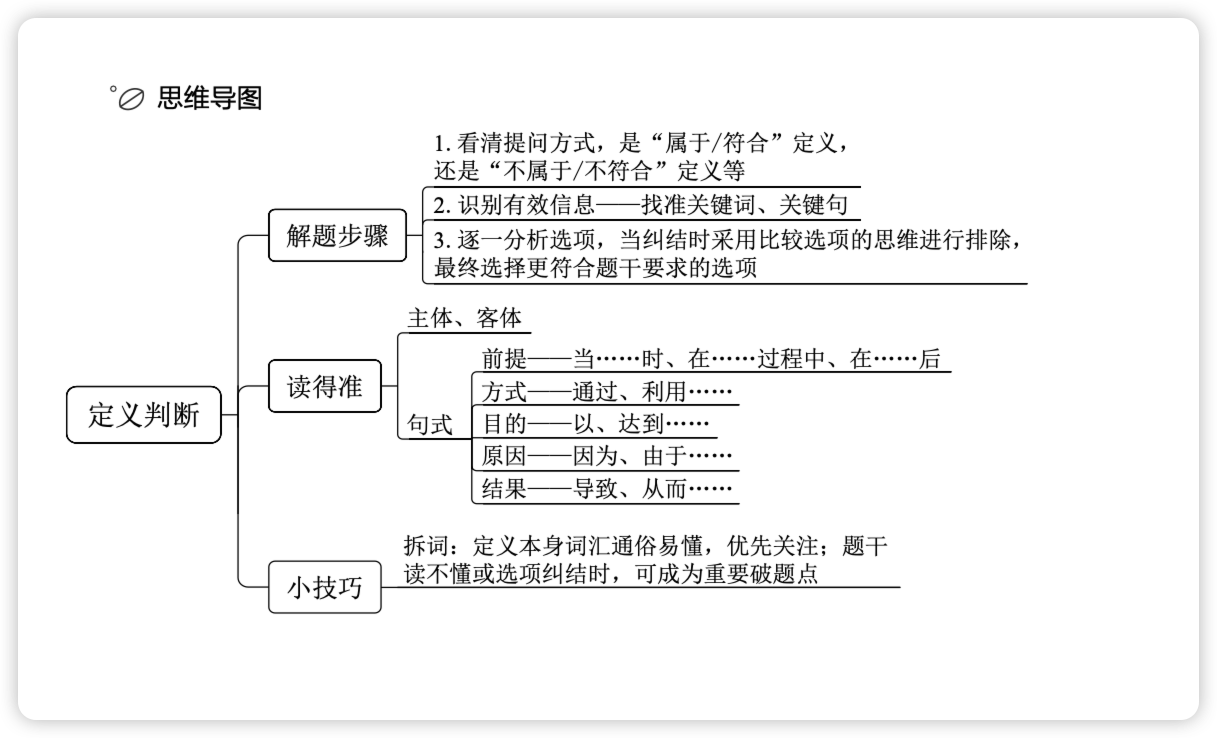 思维导图
1. 看清提问方式，是“属于/符合”定义，
还是“不属于/不符合”定义等
2. 识别有效信息——找准关键词、关键句
解题步骤
3. 逐一分析选项，当纠结时采用比较选项的思维进行排除，
最终选择更符合题干要求的选项
主体、客体
前提——当……时、在……过程中、在……后
读得准
方式——通过、利用……
定义判断
句式
目的——以、达到……
原因——因为、由于……
结果——导致、从而……
拆词：定义本身词汇通俗易懂，优先关注；题干
读不懂或选项纠结时，可成为重要破题点
小技巧